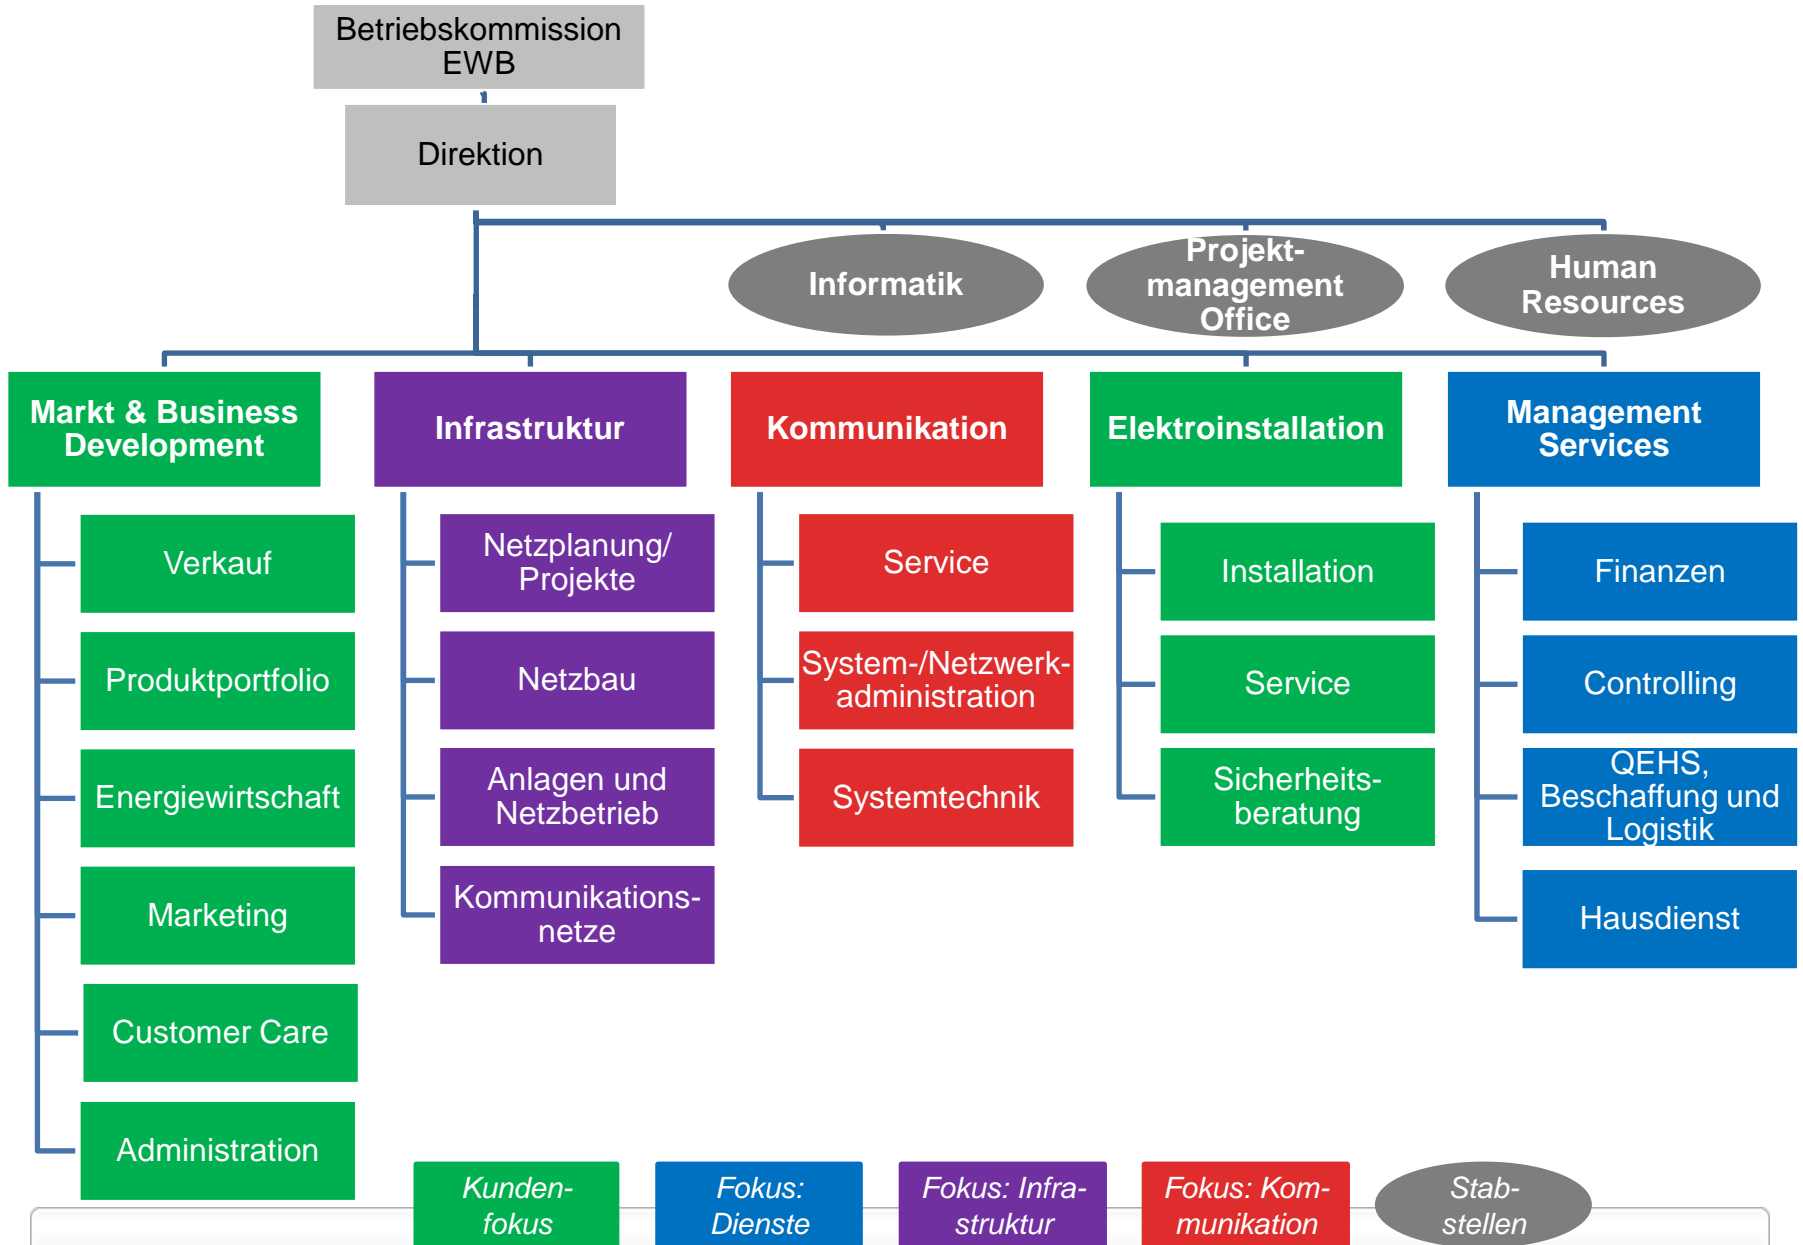 Betriebskommission
EWB
Direktion
Informatik
Projekt-
management
Office
Human
Resources
Markt & Business
Development
Infrastruktur
Kommunikation
Elektroinstallation
Management
Services
Verkauf
Produktportfolio
Energiewirtschaft
Marketing
Customer Care
Administration
Netzplanung/
Projekte
Netzbau
Anlagen und
Netzbetrieb
Kommunikations-
netze
Service
System-/Netzwerk-
administration
Systemtechnik
Installation
Service
Sicherheits-
beratung
Finanzen
Controlling
QEHS,
Beschaffung und
Logistik
Hausdienst
Kunden-
fokus
Fokus:
Dienste
Fokus: Infra-
struktur
Fokus: Kom-
munikation
Stab-
stellen